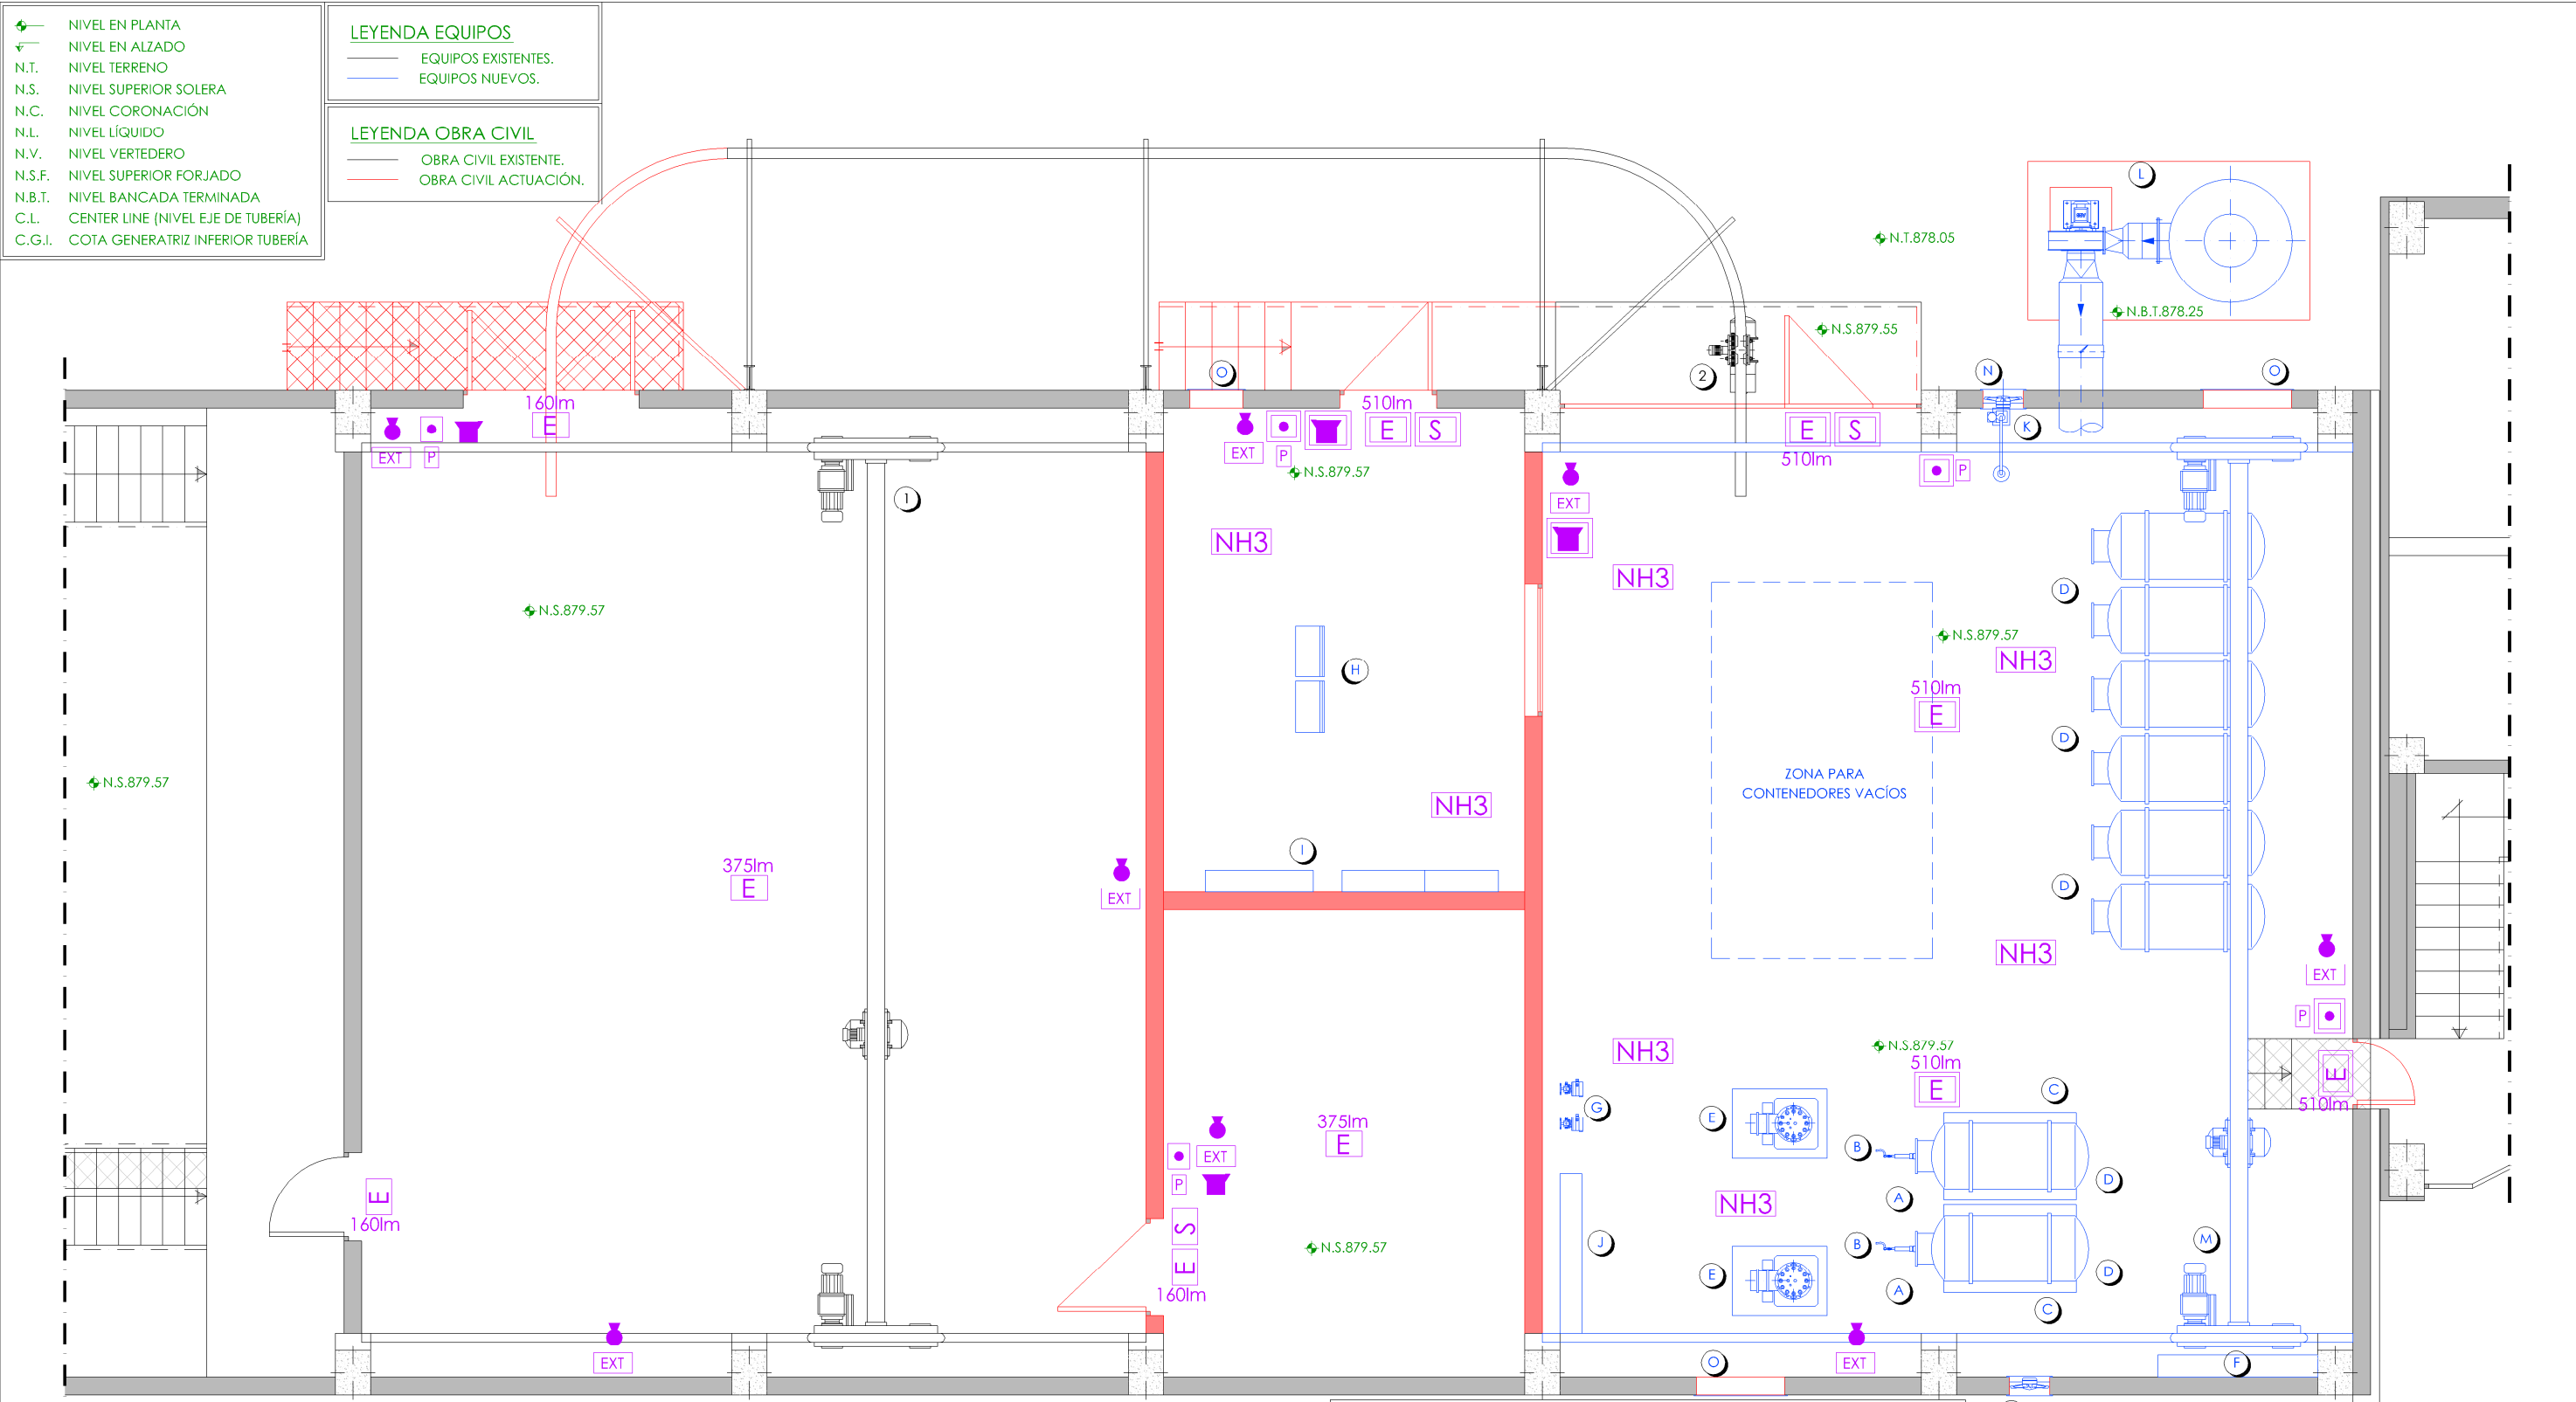 NIVEL EN PLANTA
NIVEL EN ALZADO
N.T. NIVEL TERRENO
N.S. NIVEL SUPERIOR SOLERA
N.C. NIVEL CORONACIÓN
N.L. NIVEL LÍQUIDO
N.V. NIVEL VERTEDERO
N.S.F. NIVEL SUPERIOR FORJADO
N.B.T. NIVEL BANCADA TERMINADA
C.L. CENTER LINE (NIVEL EJE DE TUBERÍA)
C.G.I. COTA GENERATRIZ INFERIOR TUBERÍA
LEYENDA EQUIPOS
EQUIPOS EXISTENTES.
EQUIPOS NUEVOS.
LEYENDA OBRA CIVIL
OBRA CIVIL EXISTENTE.
OBRA CIVIL ACTUACIÓN.
L
N.T.878.05
N.B.T.878.25
N.S.879.55
O
2
N
O
160lm
E
EXT
P
510lm
E
S
EXT
P
N.S.879.57
E
S
510lm
K
P
1
EXT
NH3
NH3
D
N.S.879.57
N.S.879.57
NH3
H
510lm
E
D
ZONA PARA
CONTENEDORES VACÍOS
N.S.879.57
NH3
375lm
E
I
D
EXT
NH3
EXT
P
NH3
N.S.879.57
510lm
E
E
510lm
C
G
E
375lm
E
B
EXT
P
D
A
NH3
E
160lm
S
E
160lm
N.S.879.57
J
B
M
E
D
A
C
EXT
O
EXT
F